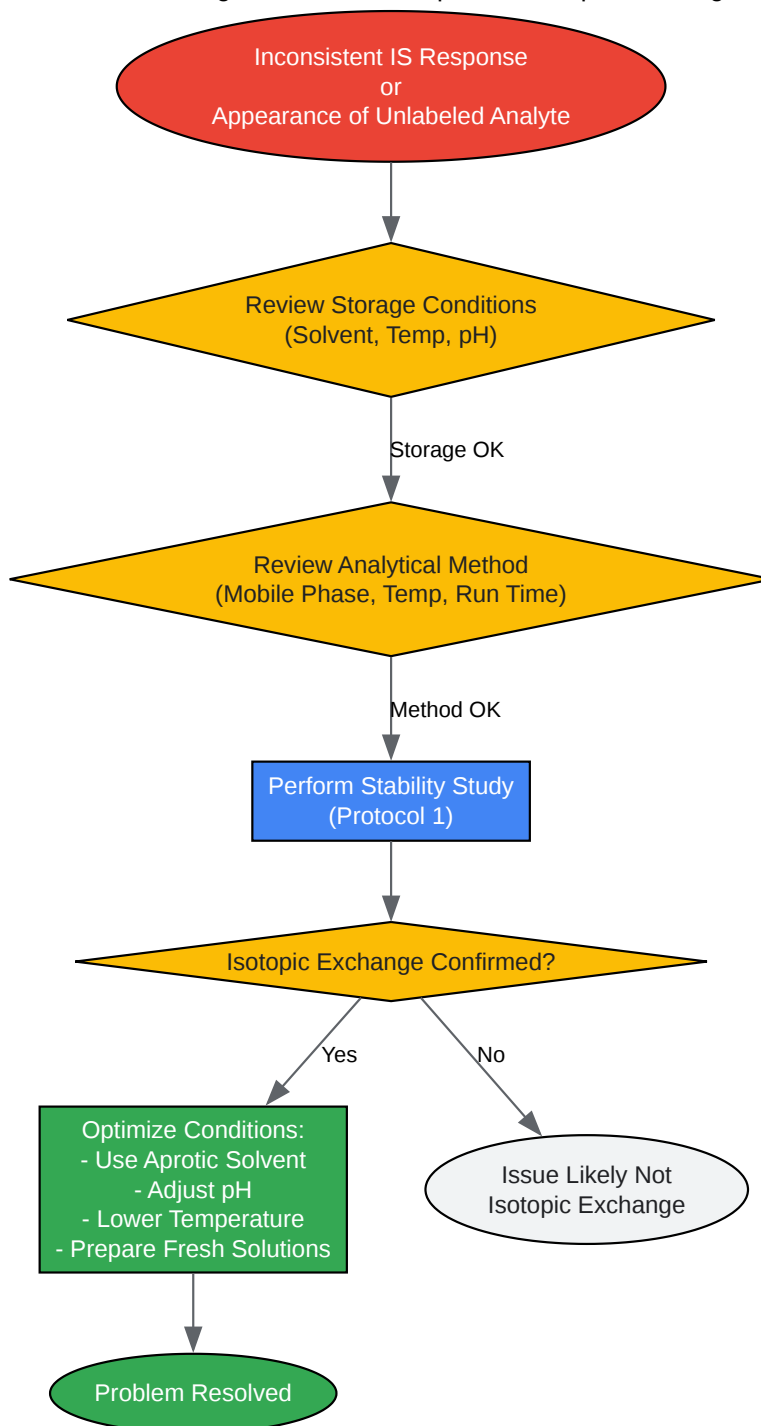 Inconsistent IS Response
or
Appearance of Unlabeled Analyte
Review Storage Conditions
(Solvent, Temp, pH)
Storage OK
Review Analytical Method
(Mobile Phase, Temp, Run Time)
Method OK
Perform Stability Study
(Protocol 1)
Isotopic Exchange Confirmed?
Yes
No
Optimize Conditions:
- Use Aprotic Solvent
- Adjust pH
- Lower Temperature
- Prepare Fresh Solutions
Issue Likely Not
Isotopic Exchange
Problem Resolved